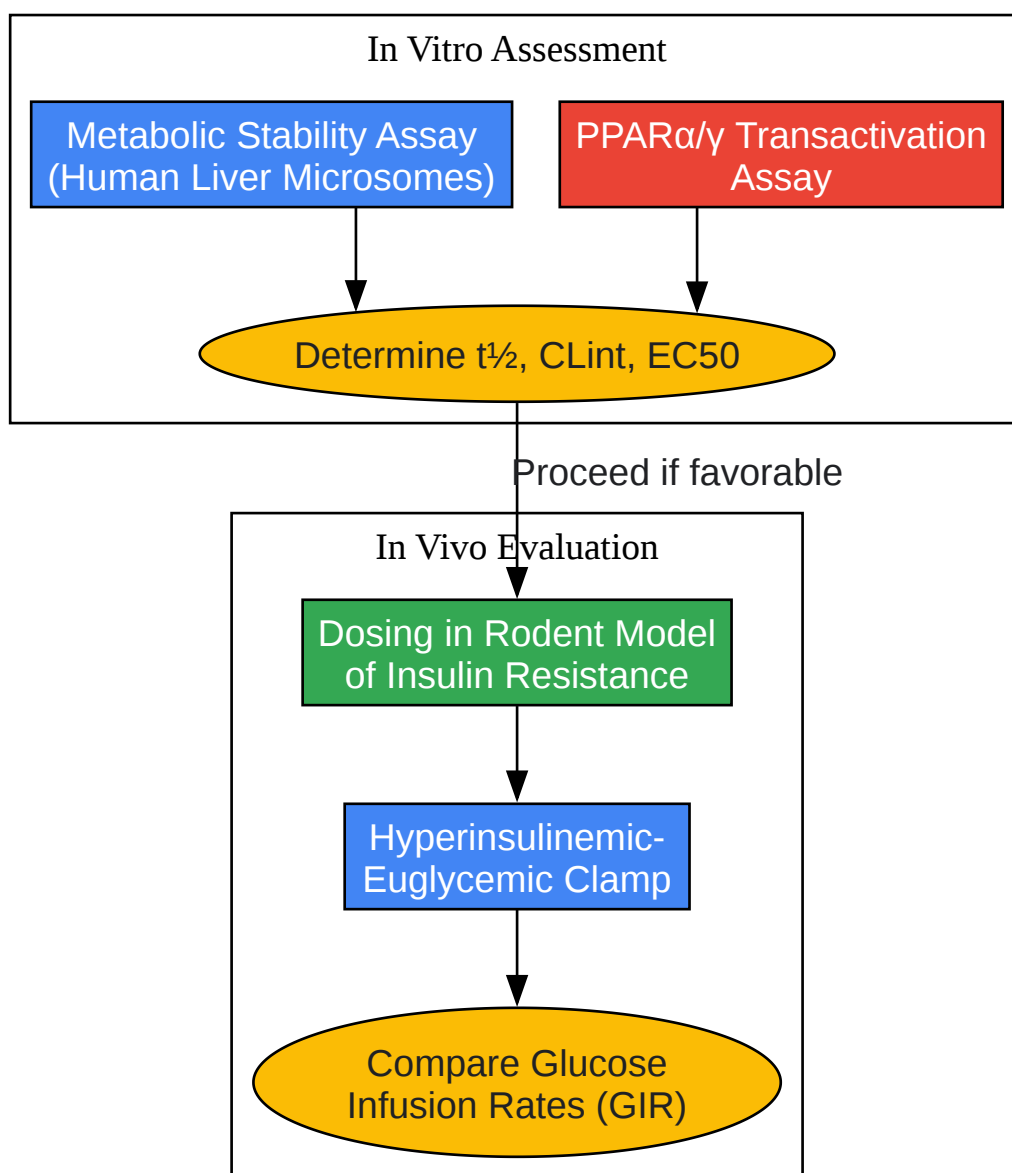 In Vitro Assessment
Metabolic Stability Assay
(Human Liver Microsomes)
PPARα/γ Transactivation
Assay
Determine t½, CLint, EC50
Proceed if favorable
In Vivo Evaluation
Dosing in Rodent Model
of Insulin Resistance
Hyperinsulinemic-
Euglycemic Clamp
Compare Glucose
Infusion Rates (GIR)